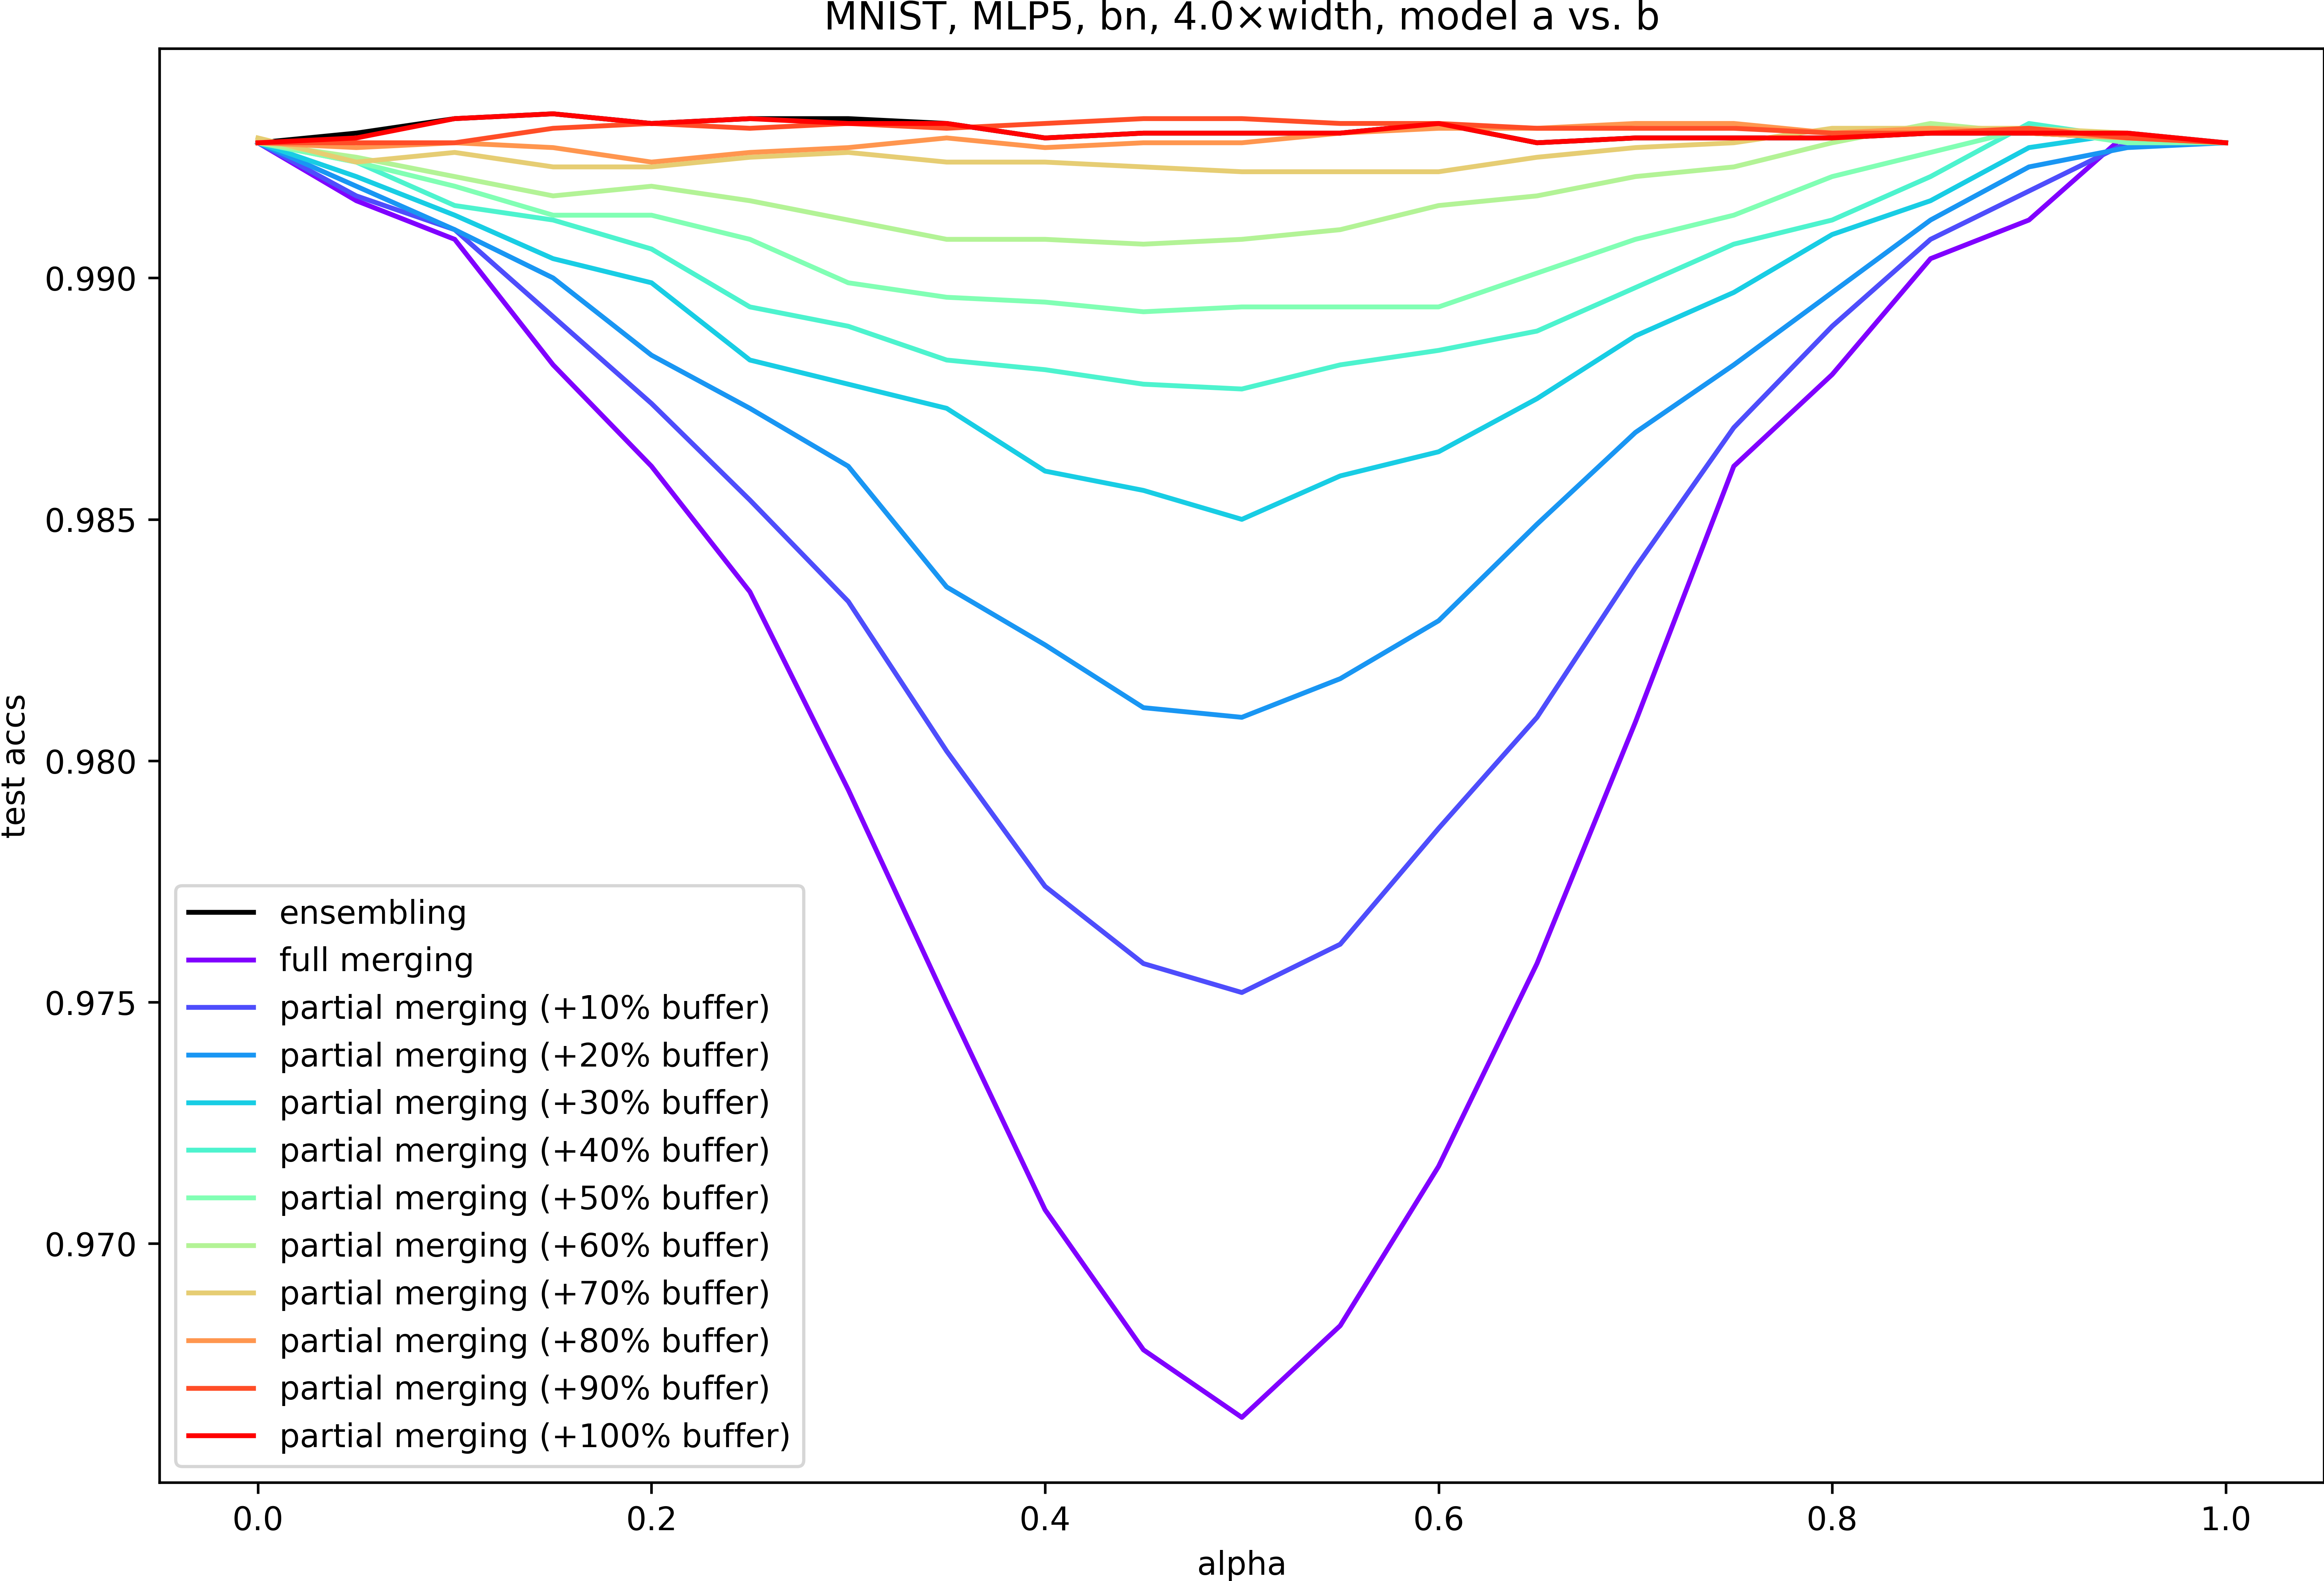 MNIST, MLP5, bn, 4.0×width, model a vs. b
test accs
0.990
0.985
0.980
0.975
0.970
ensembling
full merging
partial merging (+10% buffer)
partial merging (+20% buffer)
partial merging (+30% buffer)
partial merging (+40% buffer)
partial merging (+50% buffer)
partial merging (+60% buffer)
partial merging (+70% buffer)
partial merging (+80% buffer)
partial merging (+90% buffer)
partial merging (+100% buffer)
0.0 0.2 0.4 0.6 0.8 1.0
alpha